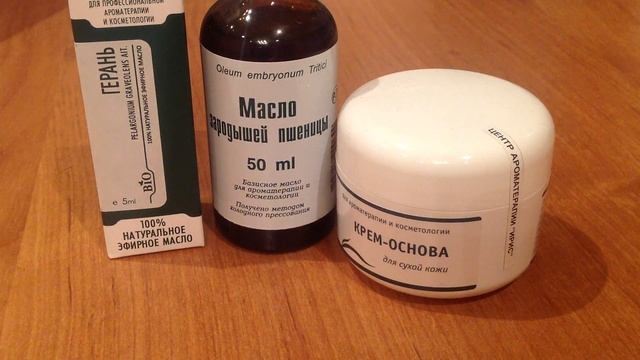 ДЛЯ ПРОФЕССИОНАЛЬНОЙ
АРОМАТЕРАПИИ
И КОСМЕТОЛОГИИ
ГЕРАНЬ
PELARGONIUM GRAVEOLENS AIT.
100% НАТУРАЛЬНОЕ ЭФИРНОЕ МАСЛО
BIO
e 5ml
100%
НАТУРАЛЬНОЕ
ЭФИРНОЕ МАСЛО
Oleum embryonum Tritici
Масло
зародышей пшеницы
50 ml
Базисное масло
для ароматерапии и
косметологии
Получено методом
холодного прессования
ЦЕНТР АРОМАТЕРАПИИ "ИРИС"
для ароматерапии и косметологии
КРЕМ-ОСНОВА
для сухой кожи